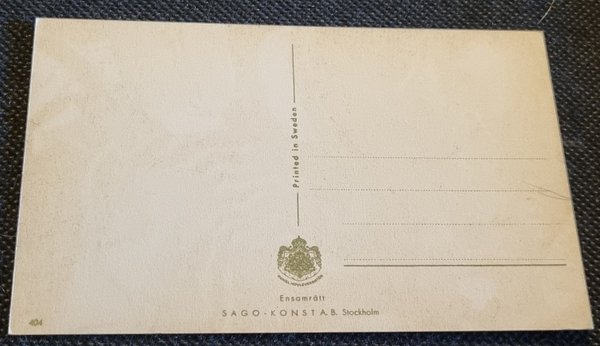 Printed in Sweden
Ensamrätt
SAGO-KONST A.B. Stockholm
404